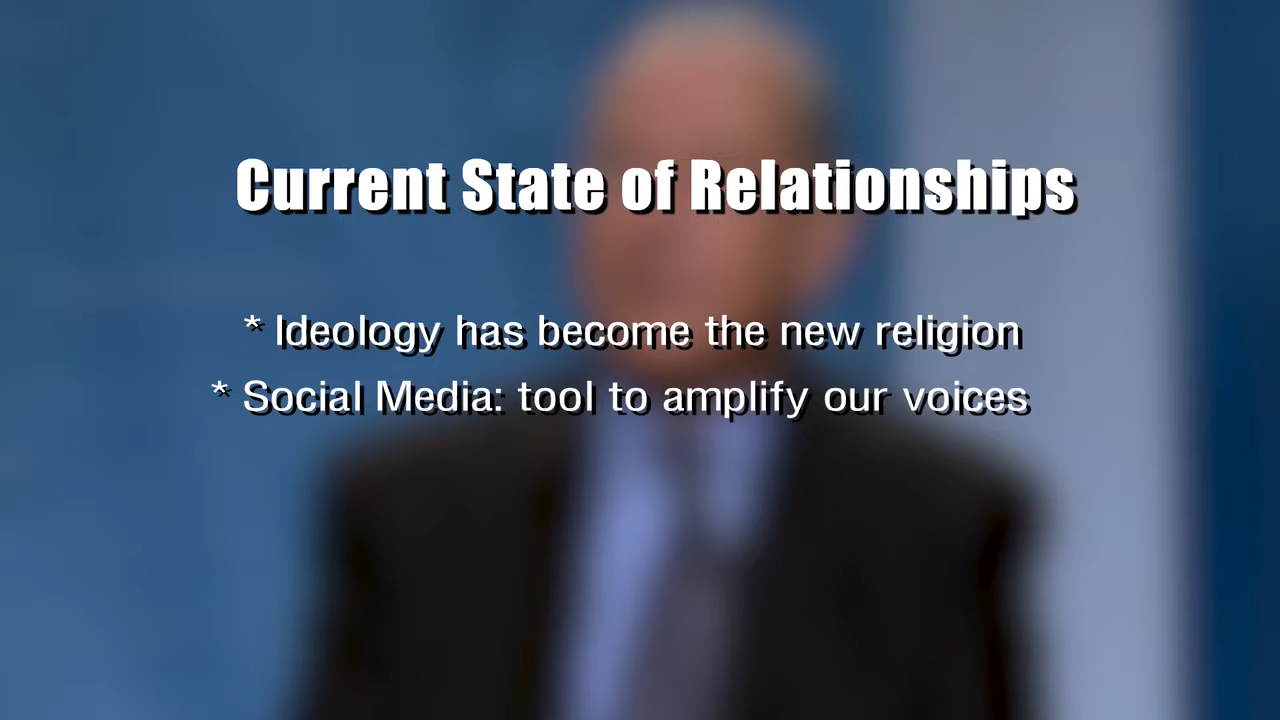 Current State of Relationships
* Ideology has become the new religion
* Social Media: tool to amplify our voices